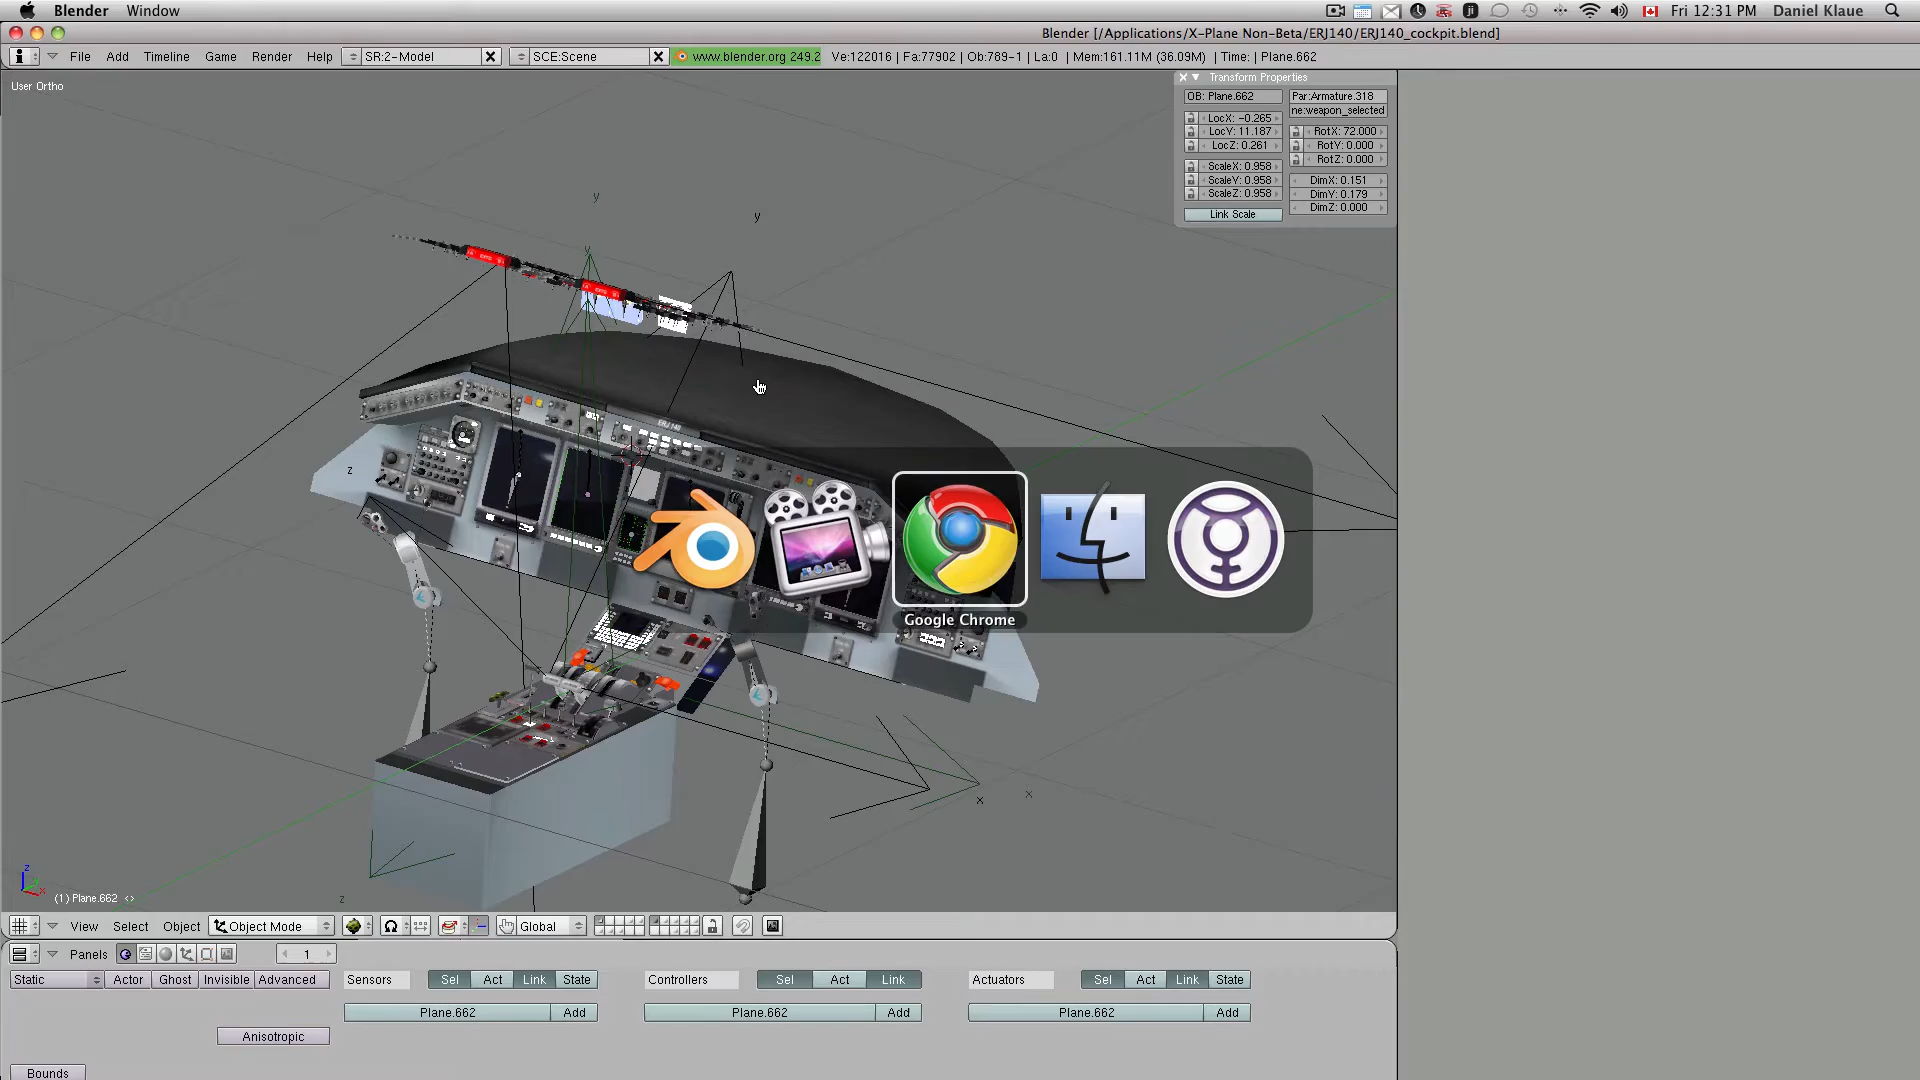 Blender Window Fri 12:31 PM Daniel Klaue
Blender [/Applications/X-Plane Non-Beta/ERJ140/ERJ140_cockpit.blend]
File Add Timeline Game Render Help SR:2-Model SCE:Scene www.blender.org 249.2 Ve:122016 | Fa:77902 | Ob:789-1 | La:0 | Mem:161.11M (36.09M) | Time: | Plane.662
User Ortho
Transform Properties
OB: Plane.662 Par:Armature.318
ne:weapon_selected
LocX: -0.265 RotX: 72.000
LocY: 11.187 RotY: 0.000
LocZ: 0.261 RotZ: 0.000
ScaleX: 0.958 DimX: 0.151
ScaleY: 0.958 DimY: 0.179
ScaleZ: 0.958 DimZ: 0.000
Link Scale
y
y
y
ERJ 140
z
Google Chrome
x
x
z
z
x
(1) Plane.662 <>
View Select Object Object Mode Global
Panels 1
Static Actor Ghost Invisible Advanced Sensors Sel Act Link State Controllers Sel Act Link Actuators Sel Act Link State
Plane.662 Add Plane.662 Add Plane.662 Add
Anisotropic
Bounds